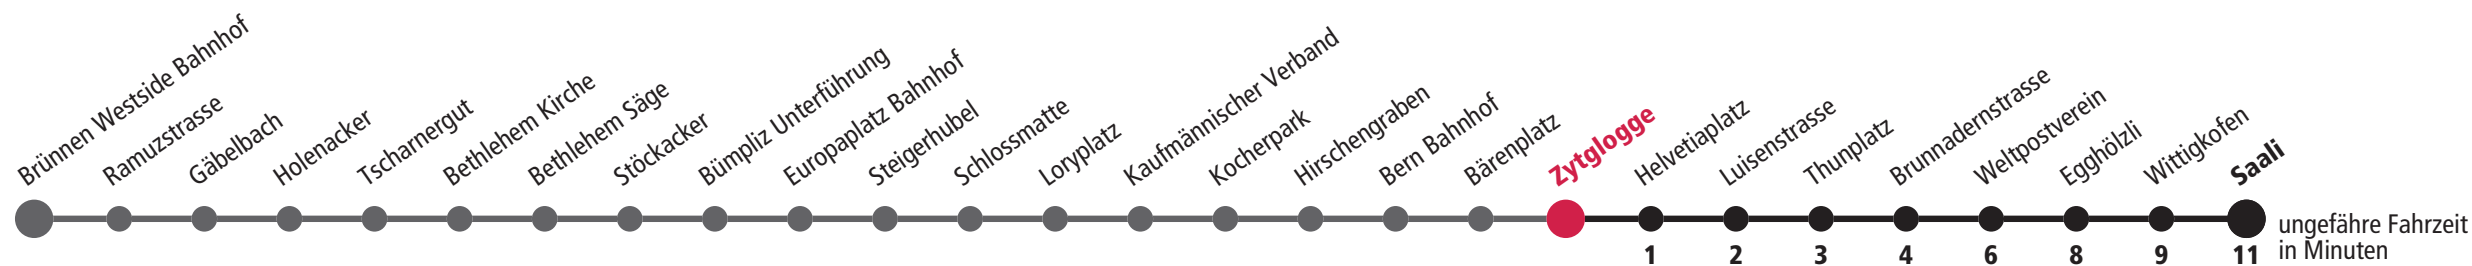 Brünnen Westside Bahnhof
Ramuzstrasse
Gäbelbach
Holenacker
Tscharnergut
Bethlehem Kirche
Bethlehem Säge
Stöckacker
Bümpliz Unterführung
Europaplatz Bahnhof
Steigerhubel
Schlossmatte
Loryplatz
Kaufmännischer Verband
Kocherpark
Hirschengraben
Bern Bahnhof
Bärenplatz
Zytglogge
Helvetiaplatz
Luisenstrasse
Thunplatz
Brunnadernstrasse
Weltpostverein
Egghölzli
Wittigkofen
Saali
1 2 3 4 6 8 9 11
ungefähre Fahrzeit
in Minuten